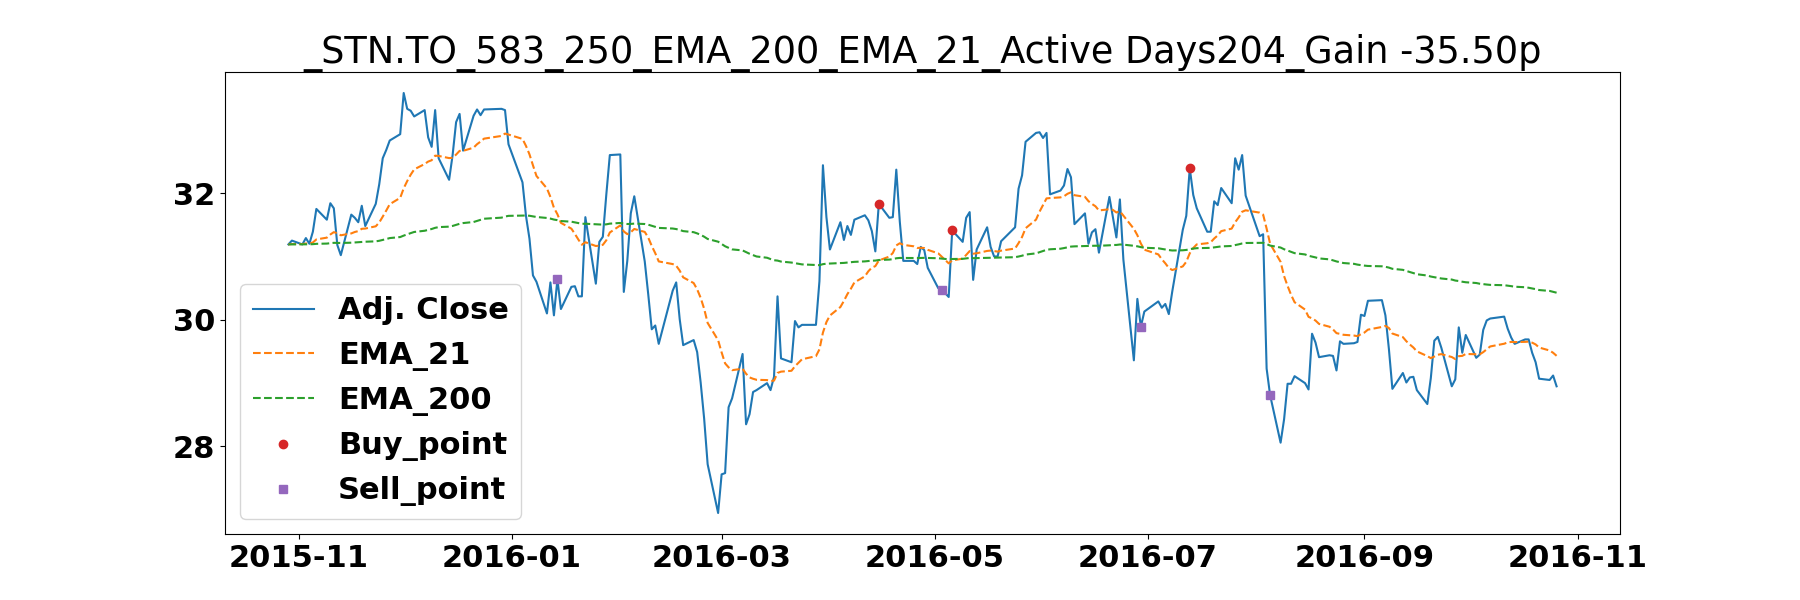 _STN.TO_583_250_EMA_200_EMA_21_Active Days204_Gain -35.50p
32
30
28
Adj. Close
EMA_21
EMA_200
Buy_point
Sell_point
2015-11 2016-01 2016-03 2016-05 2016-07 2016-09 2016-11